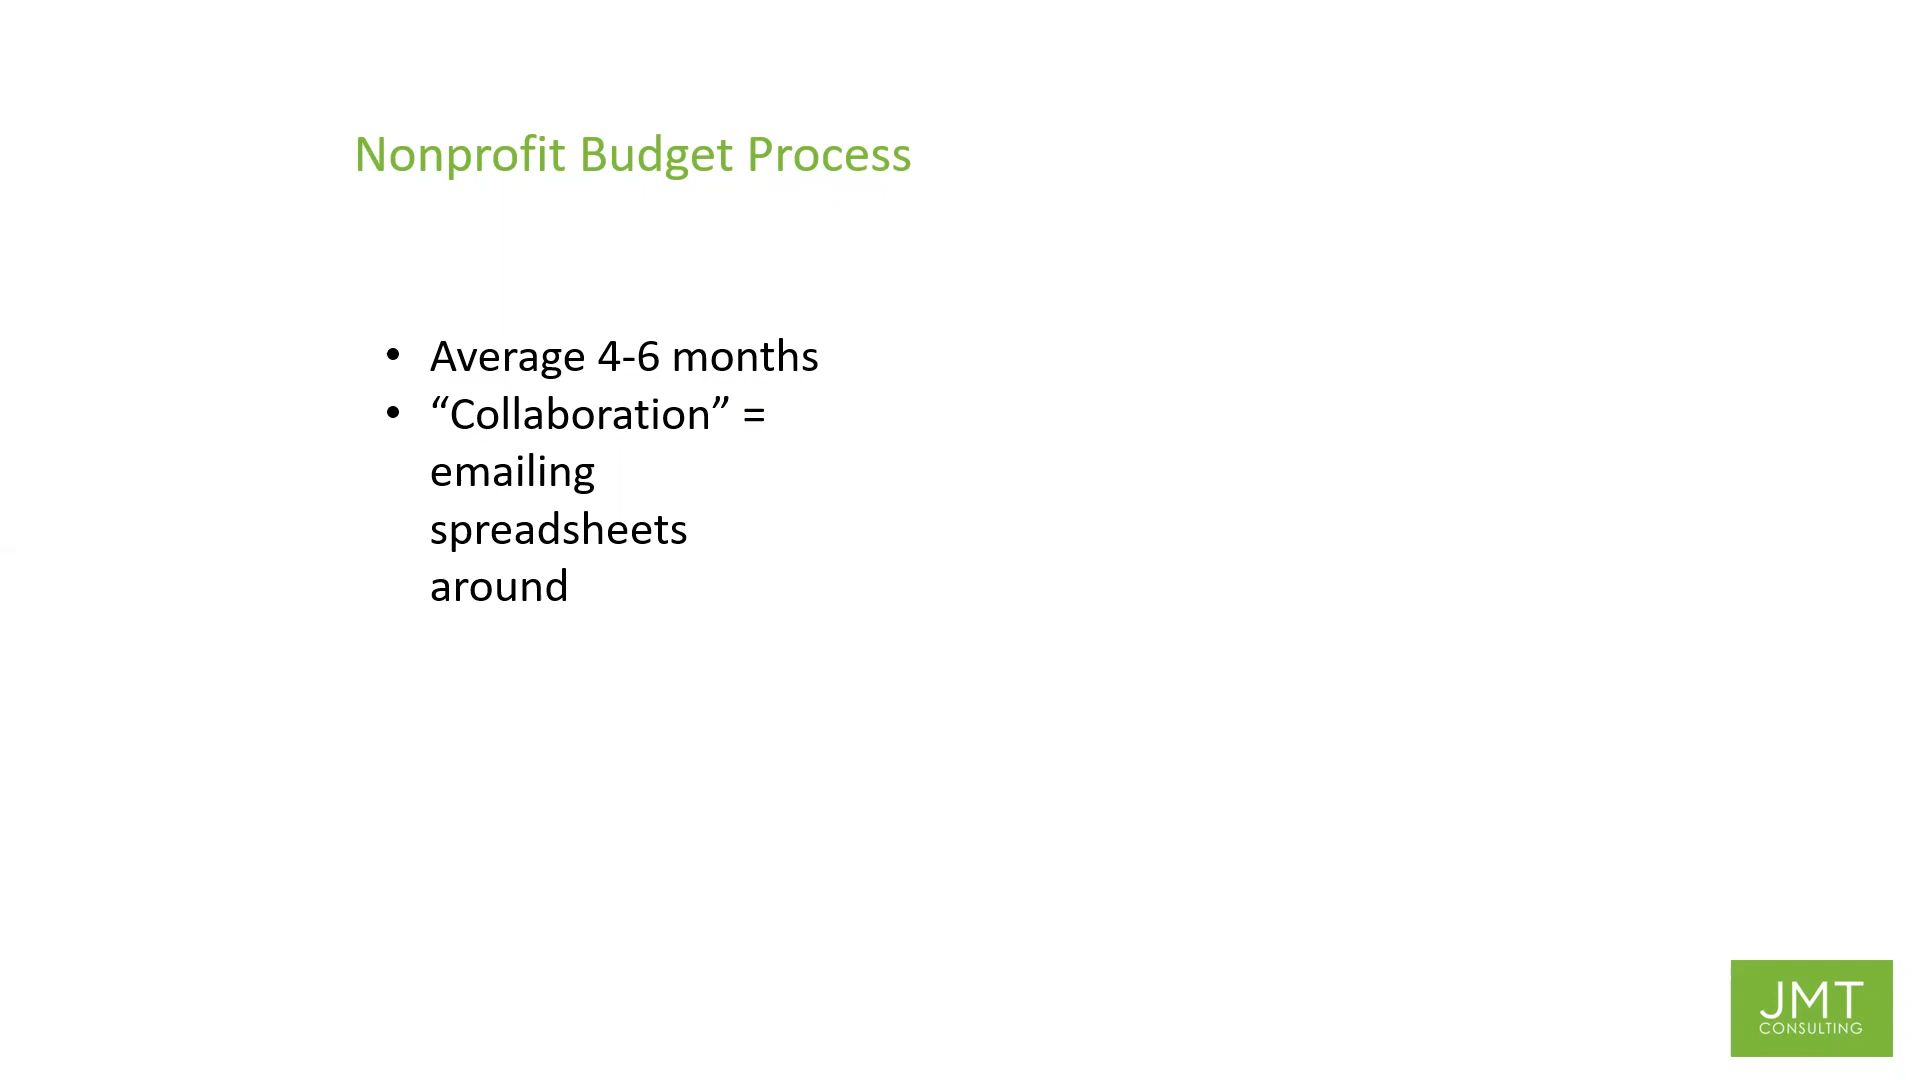 Nonprofit Budget Process
• Average 4-6 months
• “Collaboration” =
emailing
spreadsheets
around
JMT
CONSULTING